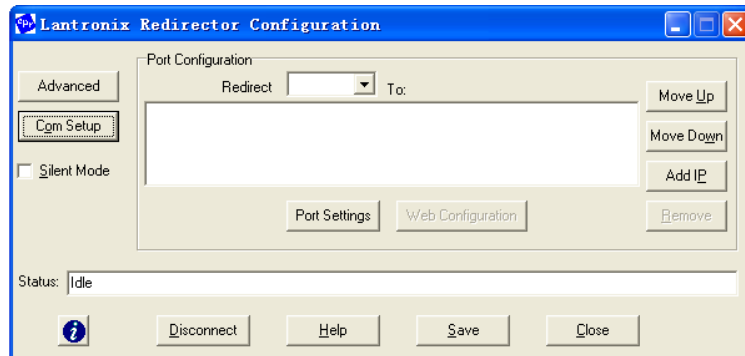 Lantronix Redirector Configuration
Port Configuration
Advanced
Redirect
To:
Move Up
Com Setup
Move Down
Silent Mode
Add IP
Port Settings
Web Configuration
Remove
Status: Idle
Disconnect
Help
Save
Close